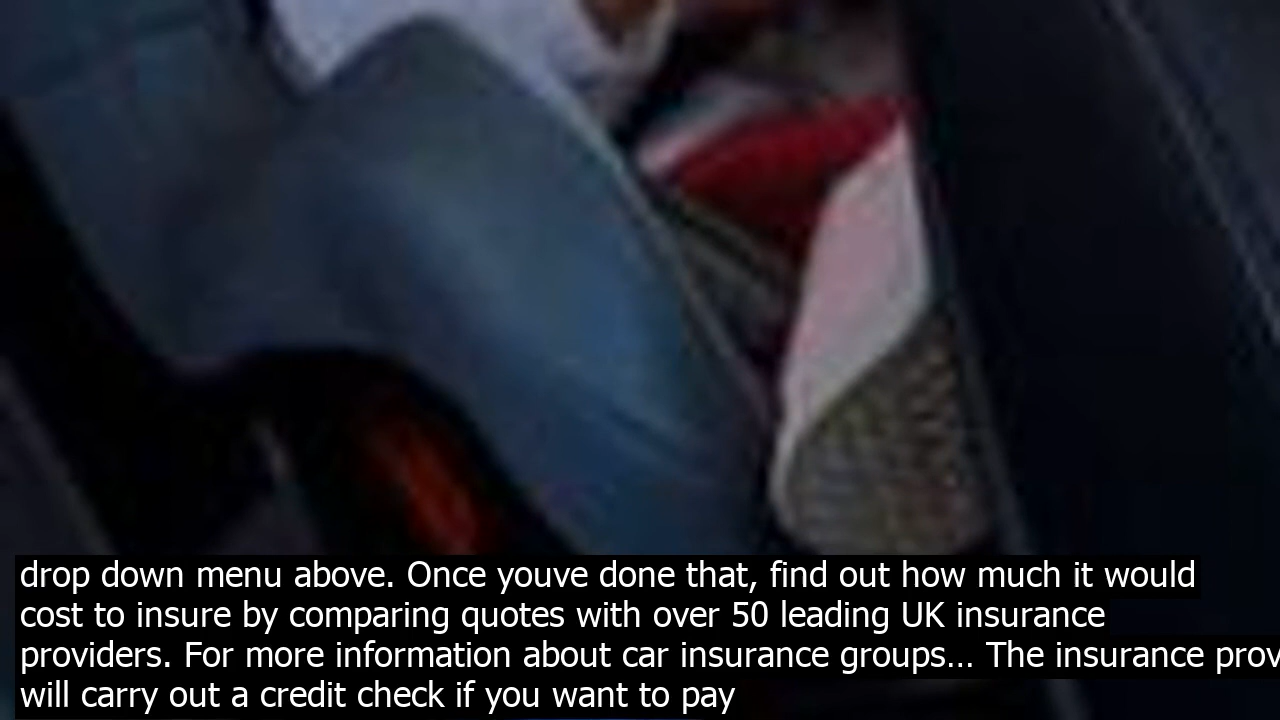 drop down menu above. Once youve done that, find out how much it would
cost to insure by comparing quotes with over 50 leading UK insurance
providers. For more information about car insurance groups... The insurance prov
will carry out a credit check if you want to pay